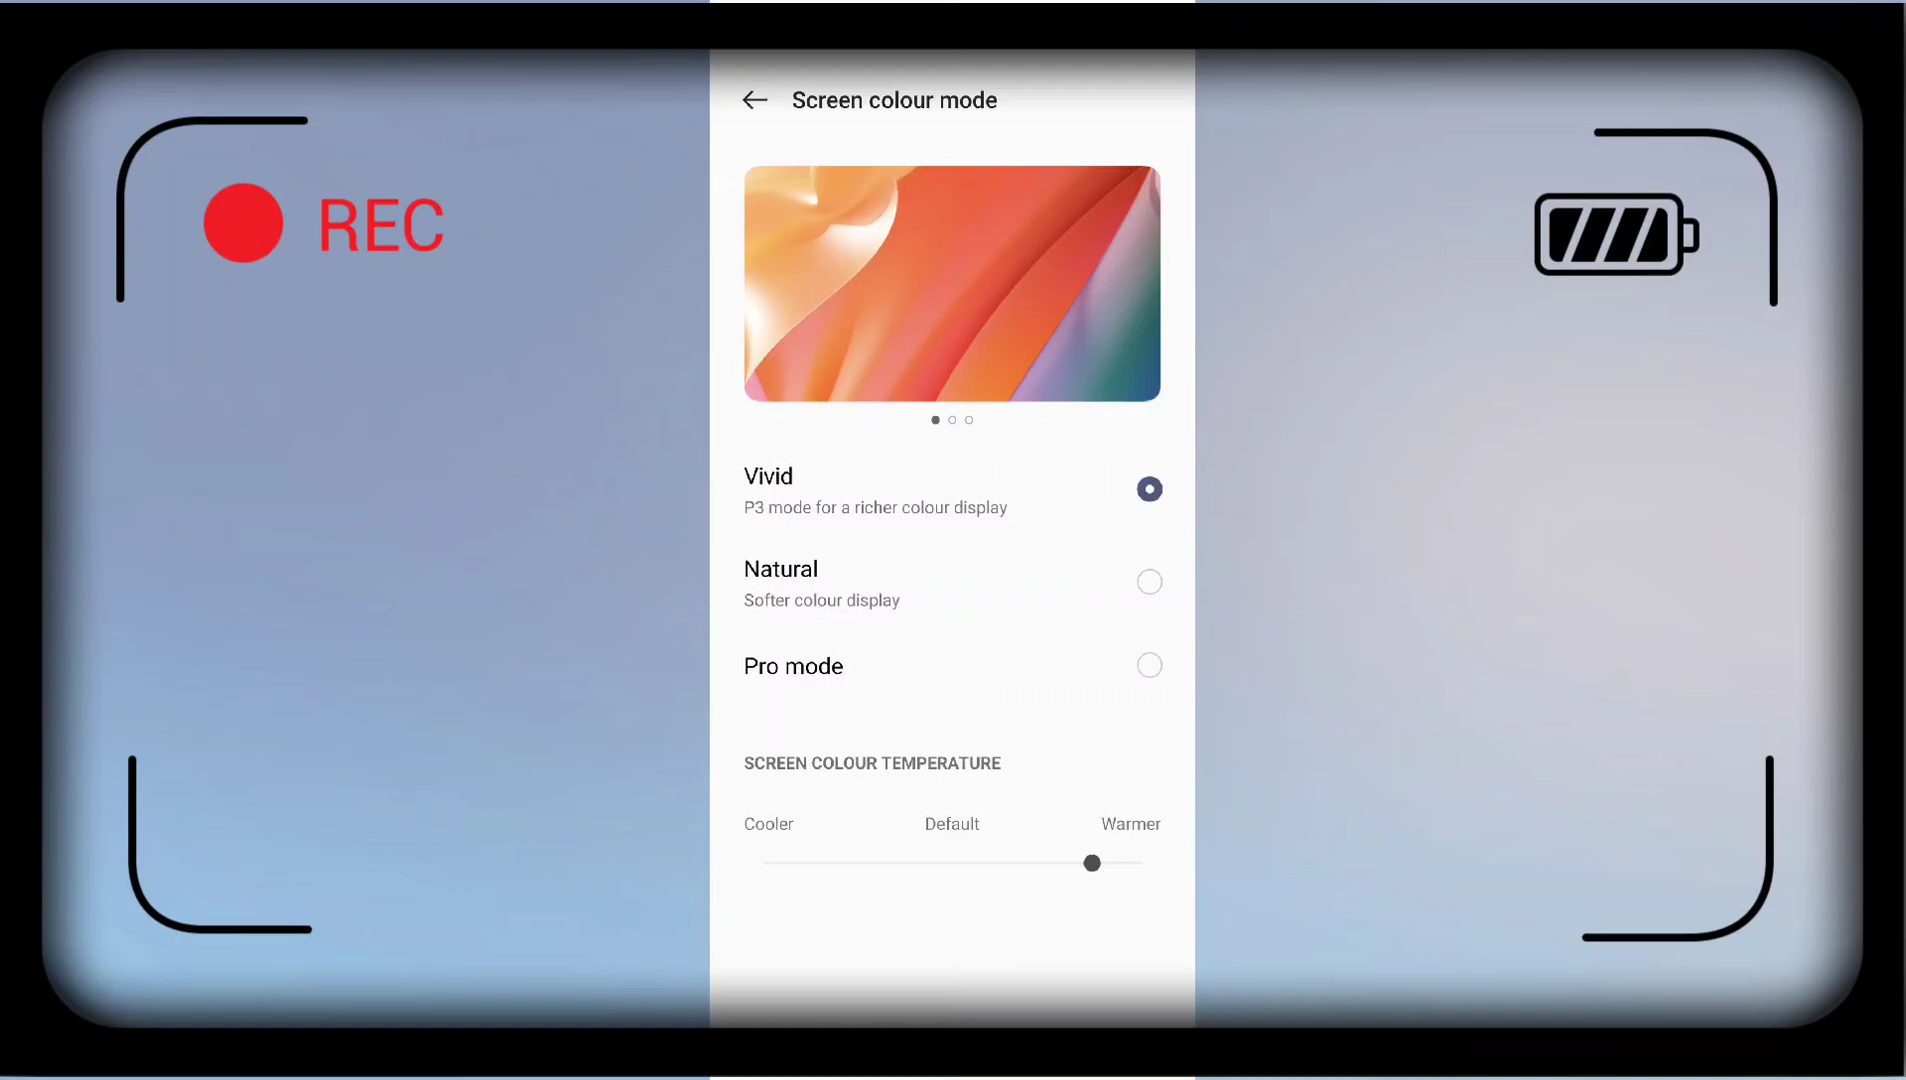 Screen colour mode
REC
Vivid
P3 mode for a richer colour display
Natural
Softer colour display
Pro mode
SCREEN COLOUR TEMPERATURE
Cooler Default Warmer